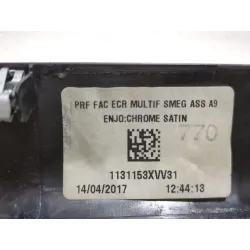 PRF FAC ECR MULTIF SMEG ASS A9
ENJO:CHROME SATIN
770
1131153XVV31
14/04/2017 12:44:13